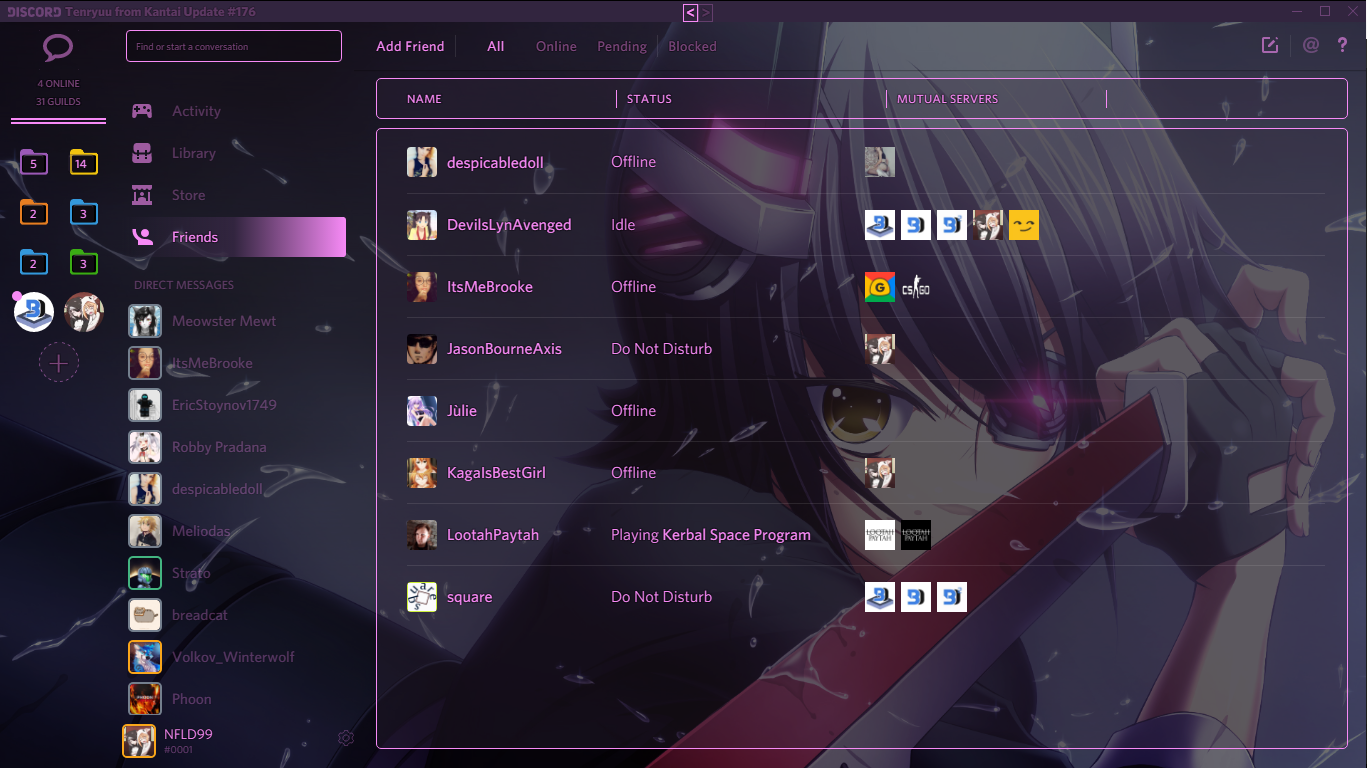 DISCORD Tenryuu from Kantai Update #176
< >
Find or start a conversation
Add Friend All Online Pending Blocked
@ ?
4 ONLINE
31 GUILDS
5 14
2 3
2 3
Activity
Library
Store
Friends
DIRECT MESSAGES
Meowster Mewt
ItsMeBrooke
EricStoynov1749
Robby Pradana
despicabledoll
Meliodas
Strato
breadcat
Volkov_Winterwolf
Phoon
NFLD99
#0001
NAME STATUS MUTUAL SERVERS
despicabledoll Offline
DevilsLynAvenged Idle
ItsMeBrooke Offline G CS GO
JasonBourneAxis Do Not Disturb
Jùlie Offline
KagaIsBestGirl Offline
LootahPaytah Playing Kerbal Space Program LOOTAH PAYTAH LOOTAH PAYTAH
square Do Not Disturb